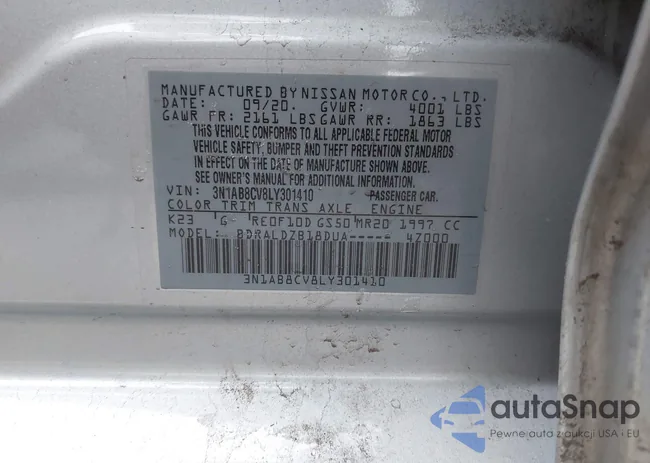 MANUFACTURED BY NISSAN MOTOR CO., LTD.
DATE: 09/20. GVWR: 4001 LBS
GAWR FR: 2161 LBS GAWR RR: 1863 LBS
THIS VEHICLE CONFORMS TO ALL APPLICABLE FEDERAL MOTOR
VEHICLE SAFETY, BUMPER AND THEFT PREVENTION STANDARDS
IN EFFECT ON THE DATE OF MANUFACTURE SHOWN ABOVE.
SEE OWNER'S MANUAL FOR ADDITIONAL INFORMATION
VIN: 3N1AB8CV8LY301410 PASSENGER CAR.
COLOR TRIM TRANS AXLE ENGINE
K23 G RE0F10D GS50 MR20 1997 CC
MODEL: BDRALDZB18DUA----- 4Z000
3N1AB8CV8LY301410
autaSnap
Pewne auta z aukcji USA i EU